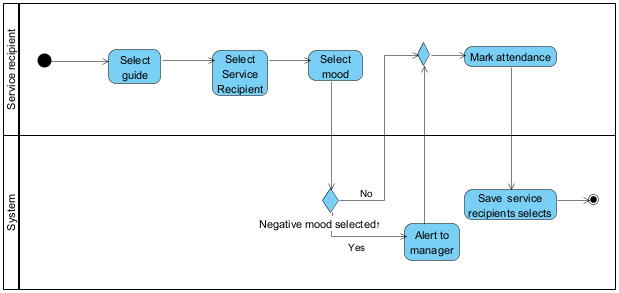 Service recipient
Select
guide
Select
Service
Recipient
Select
mood
Mark attendance
System
No
Negative mood selected?
Yes
Alert to
manager
Save service
recipients selects